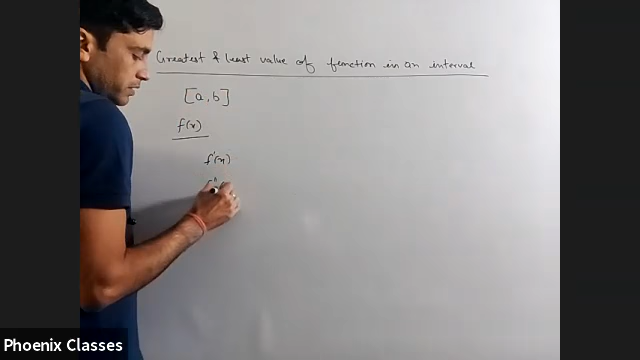 Greatest & least value of function in an interval
[a, b]
f(x)
f'(x)
Phoenix Classes